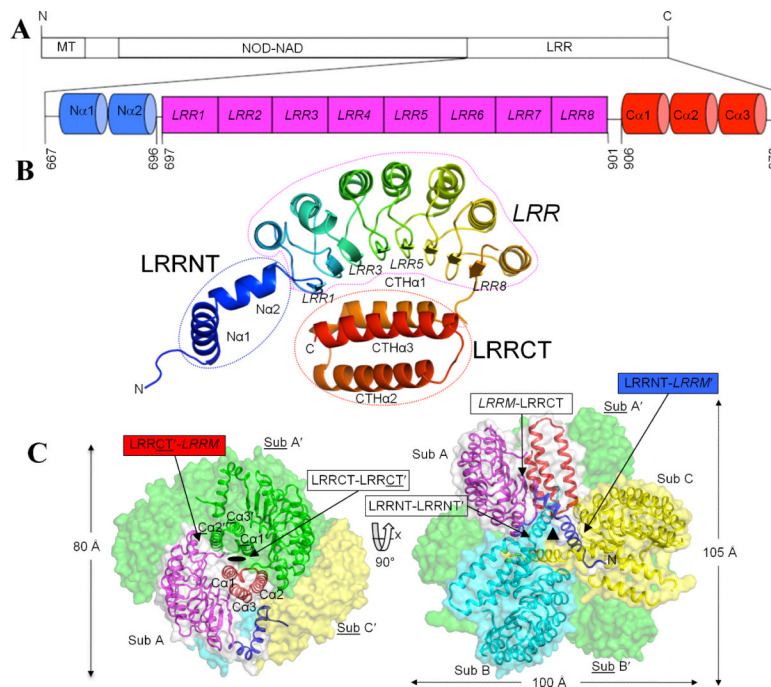 A
N
C
MT
NOD-NAD
LRR
Nα1
Nα2
LRR1
LRR2
LRR3
LRR4
LRR5
LRR6
LRR7
LRR8
Cα1
Cα2
Cα3
667
696
697
901
906
B
LRRNT
LRR
LRR1
LRR3
LRR5
LRR8
CTHα1
Nα2
Nα1
N
C
CTHα3
CTHα2
LRRCT
C
LRRCT'-LRRM
Sub A'
LRRCT-LRRCT'
Cα3'
Cα2'
Cα1'
Cα1
Cα2
Cα3
80 Å
Sub A
Sub C'
x
90°
LRRM-LRRCT
LRRNT-LRRM'
Sub A'
Sub A
Sub C
LRRNT-LRRNT'
N
105 Å
Sub B
Sub B'
100 Å